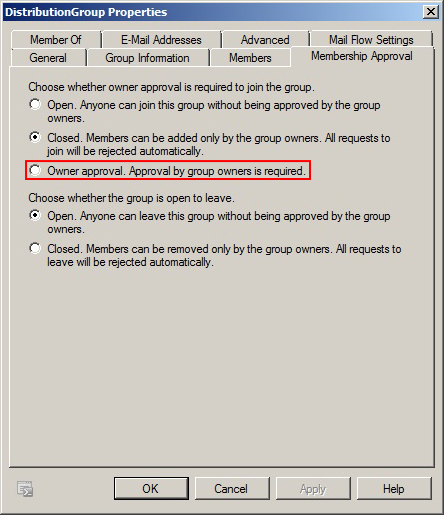 DistributionGroup Properties
Member Of E-Mail Addresses Advanced Mail Flow Settings
General Group Information Members Membership Approval
Choose whether owner approval is required to join the group.
Open. Anyone can join this group without being approved by the group
owners.
Closed. Members can be added only by the group owners. All requests to
join will be rejected automatically.
Owner approval. Approval by group owners is required.
Choose whether the group is open to leave.
Open. Anyone can leave this group without being approved by the group
owners.
Closed. Members can be removed only by the group owners. All requests to
leave will be rejected automatically.
OK Cancel Apply Help